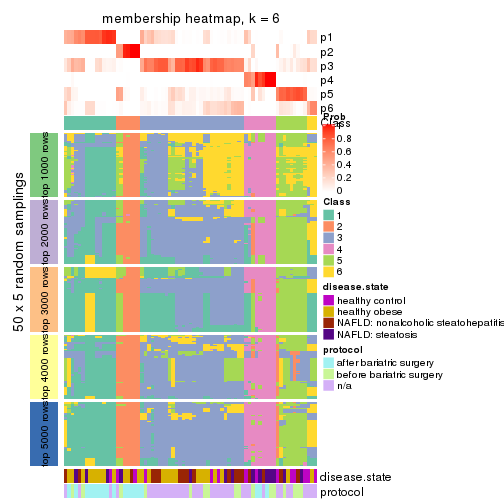 membership heatmap, k = 6
p1
p2
p3
p4
p5
p6
Class
Prob
1
0.8
0.6
0.4
0.2
0
Class
1
2
3
4
5
6
disease.state
healthy control
healthy obese
NAFLD: nonalcoholic steatohepatitis
NAFLD: steatosis
protocol
after bariatric surgery
before bariatric surgery
n/a
50 x 5 random samplings
top 1000 rows
top 2000 rows
top 3000 rows
top 4000 rows
top 5000 rows
disease.state
protocol